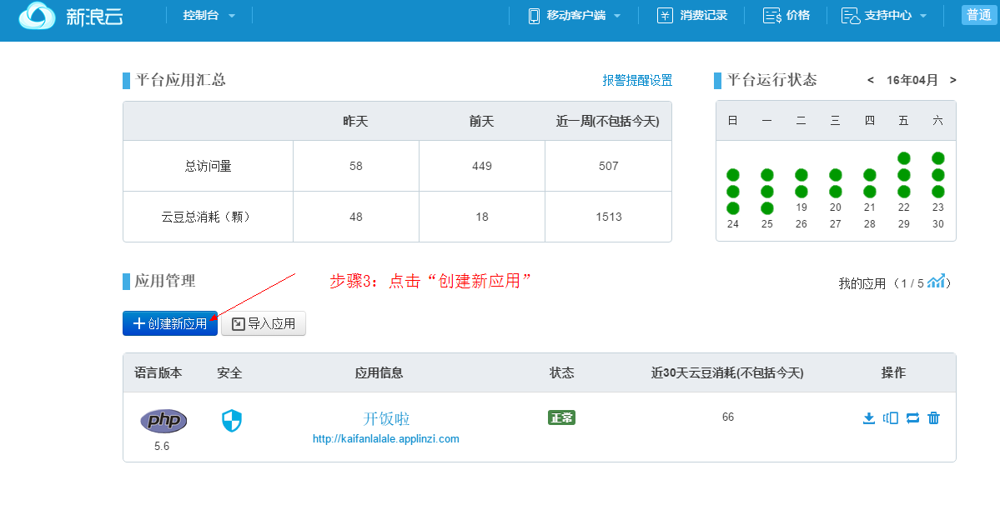 新浪云 控制台 移动客户端 消费记录 价格 支持中心 普通
平台应用汇总 报警提醒设置 平台运行状态 < 16年04月 >
昨天 前天 近一周(不包括今天) 日 一 二 三 四 五 六
总访问量 58 449 507
19 20 21 22 23
云豆总消耗（颗） 48 18 1513 24 25 26 27 28 29 30
应用管理 步骤3：点击“创建新应用” 我的应用（1 / 5 ）
创建新应用 导入应用
语言版本 安全 应用信息 状态 近30天云豆消耗(不包括今天) 操作
php 开饭啦 正常 66
http://kaifanlalale.applinzi.com
5.6